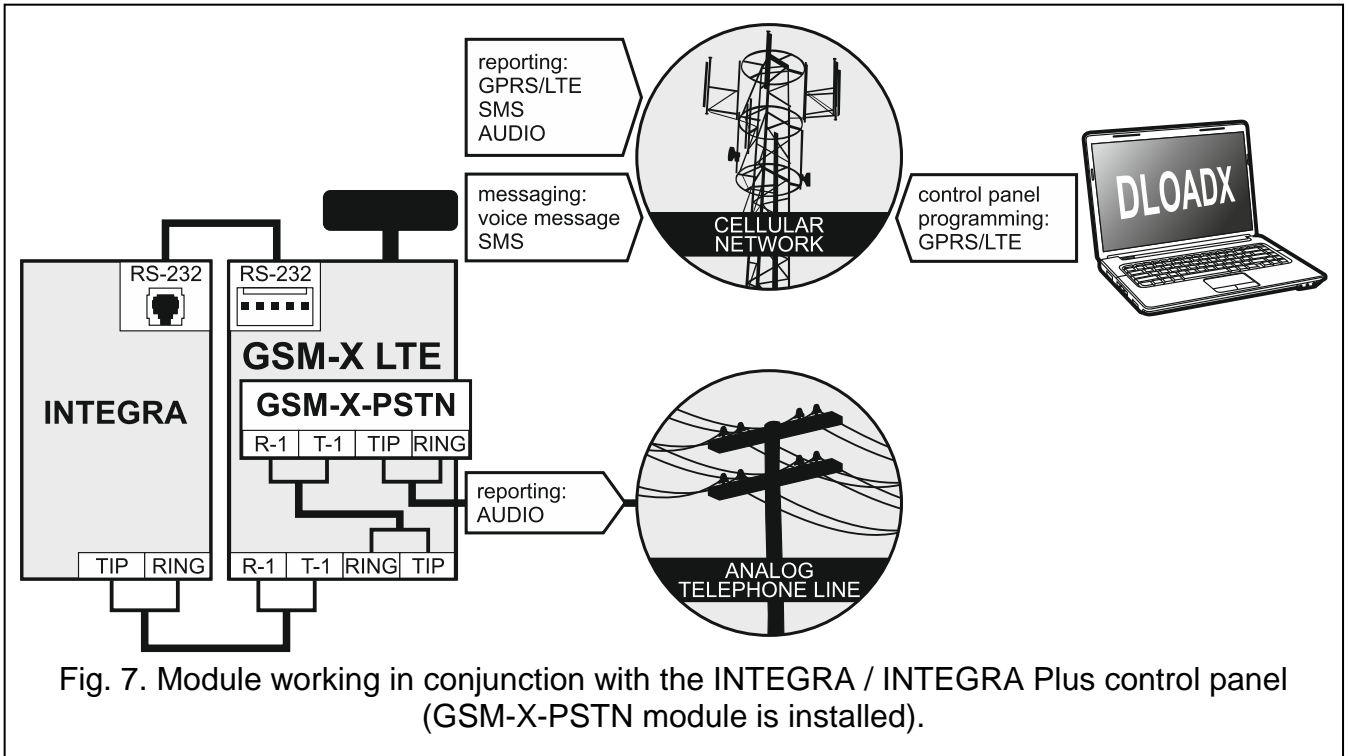 reporting:
GPRS/LTE
SMS
AUDIO
messaging:
voice message
SMS
CELLULAR
NETWORK
control panel
programming:
GPRS/LTE
DLOADX
RS-232
RS-232
INTEGRA
GSM-X LTE
GSM-X-PSTN
R-1 T-1 TIP RING
reporting:
AUDIO
TIP RING
R-1 T-1 RING TIP
ANALOG
TELEPHONE LINE
Fig. 7. Module working in conjunction with the INTEGRA / INTEGRA Plus control panel
(GSM-X-PSTN module is installed).